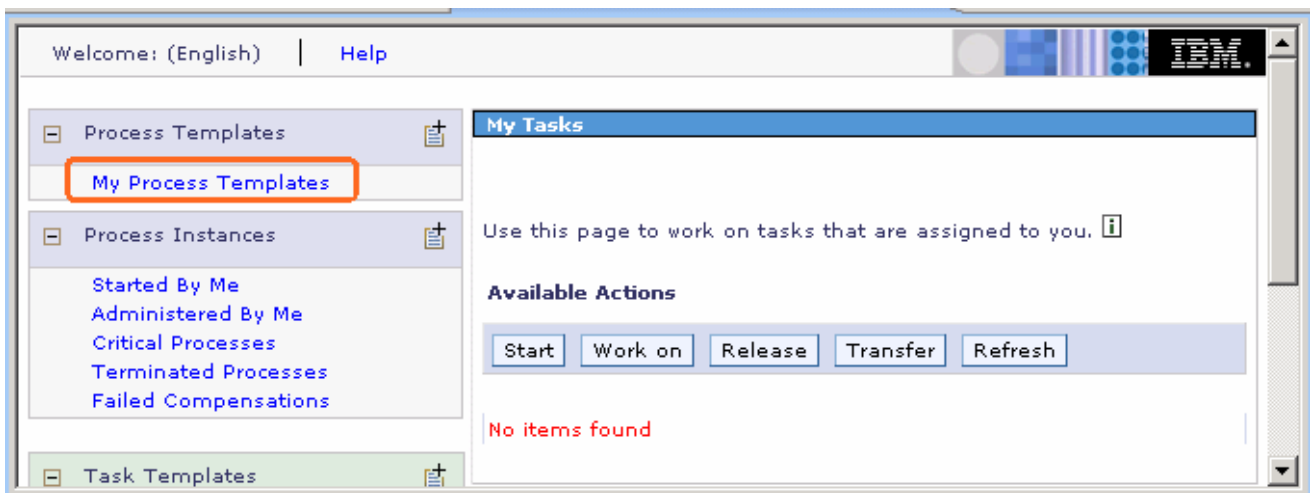 Welcome: (English)
Help
IBM.
Process Templates
My Process Templates
Process Instances
Started By Me
Administered By Me
Critical Processes
Terminated Processes
Failed Compensations
Task Templates
My Tasks
Use this page to work on tasks that are assigned to you. i
Available Actions
Start Work on Release Transfer Refresh
No items found